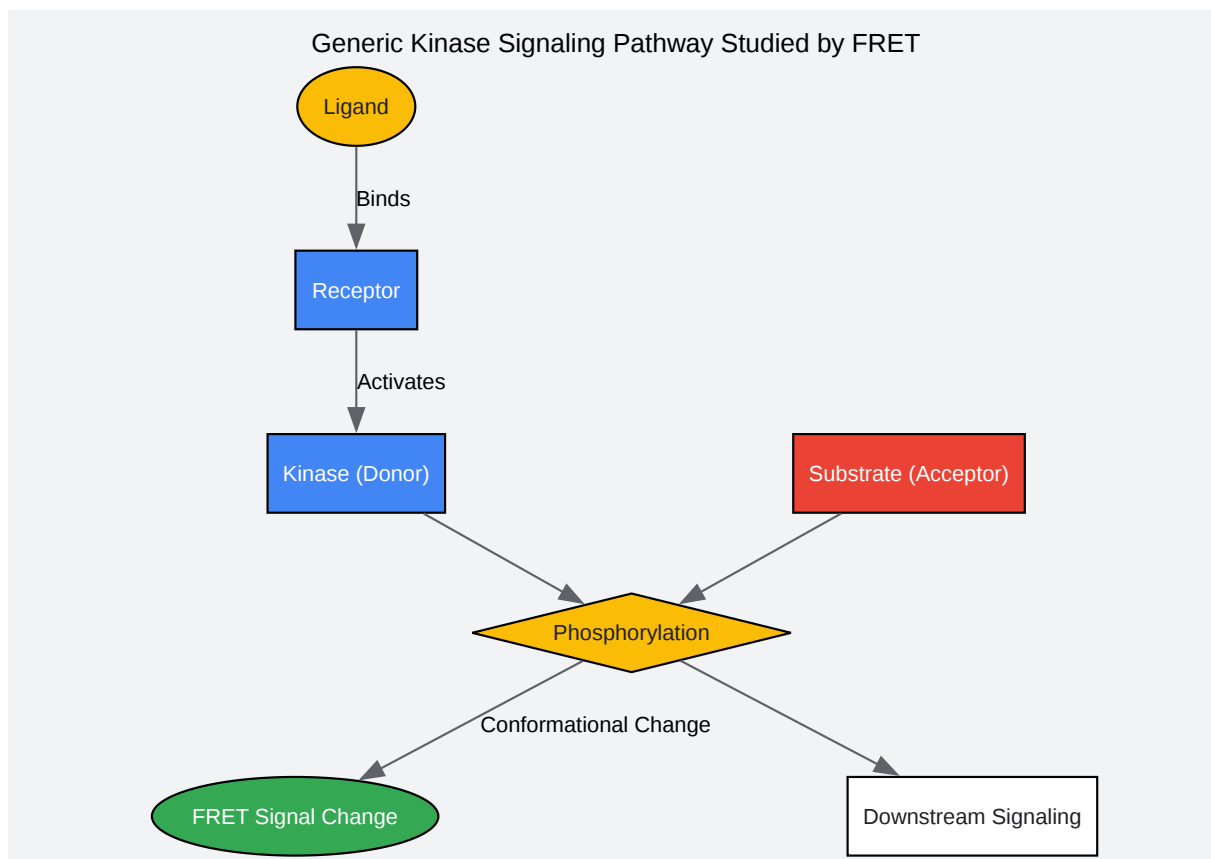 Generic Kinase Signaling Pathway Studied by FRET
Ligand
Binds
Receptor
Activates
Kinase (Donor)
Substrate (Acceptor)
Phosphorylation
Conformational Change
FRET Signal Change
Downstream Signaling